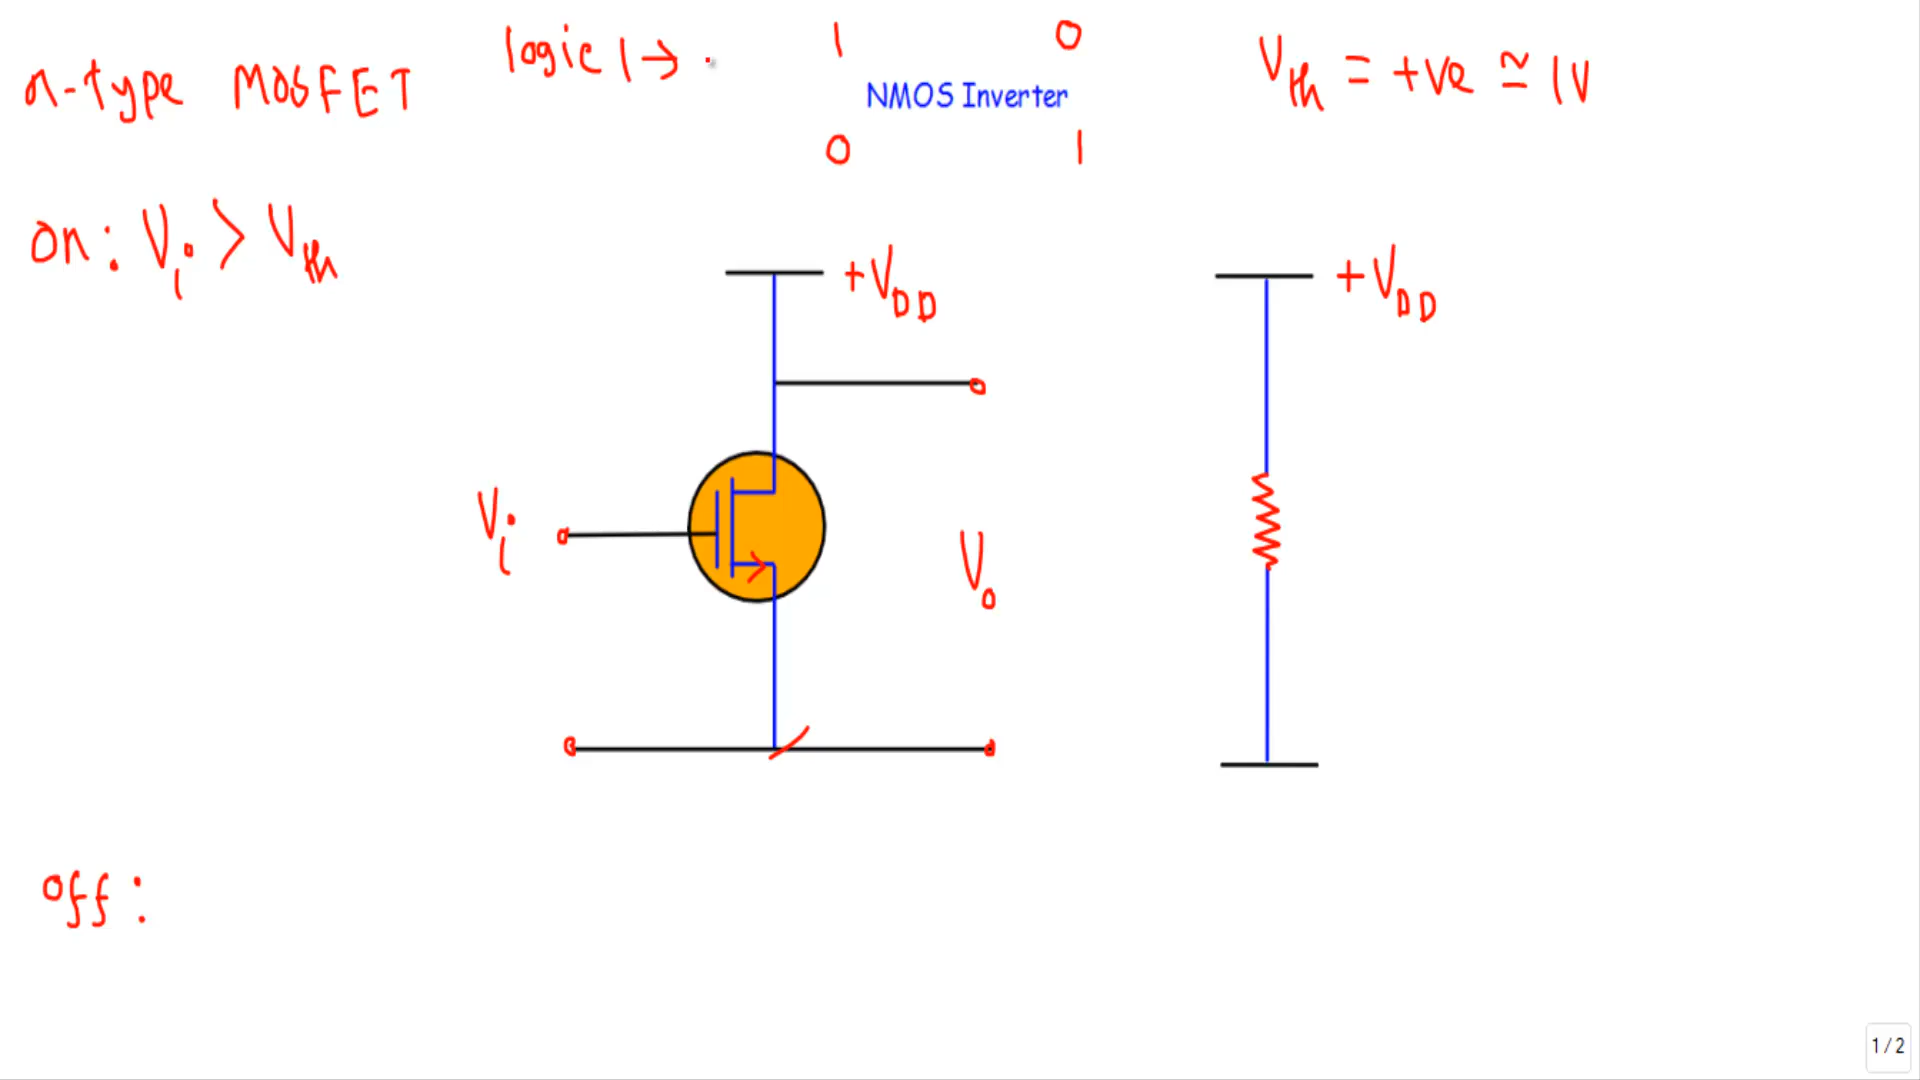 n-type MOSFET
logic 1 →
1 0
NMOS Inverter
0 1
Vth = +ve ≅ 1V
on: Vi > Vth
+VDD
+VDD
Vi
Vo
off:
1 / 2